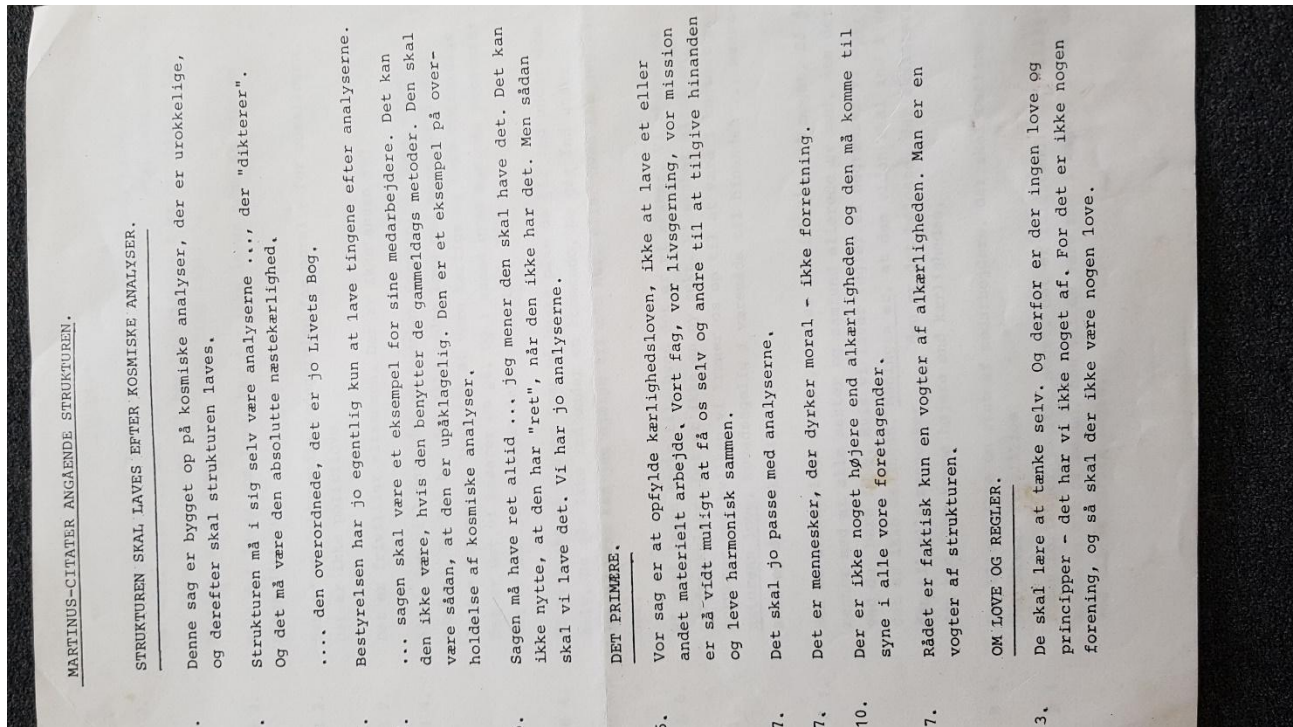 MARTINUS-CITATER ANGÅENDE STRUKTUREN.
STRUKTUREN SKAL LAVES EFTER KOSMISKE ANALYSER.
Denne sag er bygget op på kosmiske analyser, der er urokkelige,
og derefter skal strukturen laves.
Strukturen må i sig selv være analyserne ..., der "dikterer".
Og det må være den absolutte næstekærlighed.
.... den overordnede, det er jo Livets Bog.
Bestyrelsen har jo egentlig kun at lave tingene efter analyserne.
... sagen skal være et eksempel for sine medarbejdere. Det kan
den ikke være, hvis den benytter de gammeldags metoder. Den skal
være sådan, at den er upåklagelig. Den er et eksempel på over-
holdelse af kosmiske analyser.
Sagen må have ret altid ... jeg mener den skal have det. Det kan
ikke nytte, at den har "ret", når den ikke har det. Men sådan
skal vi lave det. Vi har jo analyserne.
DET PRIMÆRE.
Vor sag er at opfylde kærlighedsloven, ikke at lave et eller
andet materielt arbejde. Vort fag, vor livsgerning, vor mission
er så vidt muligt at få os selv og andre til at tilgive hinanden
og leve harmonisk sammen.
7. Det skal jo passe med analyserne.
7. Det er mennesker, der dyrker moral - ikke forretning.
10. Der er ikke noget højere end alkærligheden og den må komme til
syne i alle vore foretagender.
7. Rådet er faktisk kun en vogter af alkærligheden. Man er en
vogter af strukturen.
OM LOVE OG REGLER.
3. De skal lære at tænke selv. Og derfor er der ingen love og
principper - det har vi ikke noget af. For det er ikke nogen
forening, og så skal der ikke være nogen love.